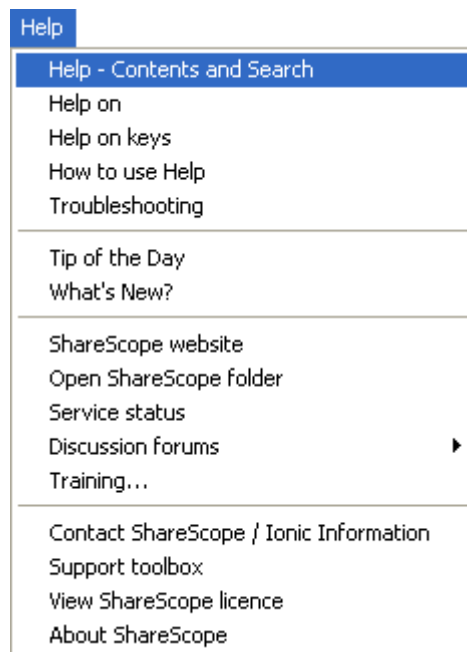 Help
Help - Contents and Search
Help on
Help on keys
How to use Help
Troubleshooting
Tip of the Day
What's New?
ShareScope website
Open ShareScope folder
Service status
Discussion forums
Training...
Contact ShareScope / Ionic Information
Support toolbox
View ShareScope licence
About ShareScope